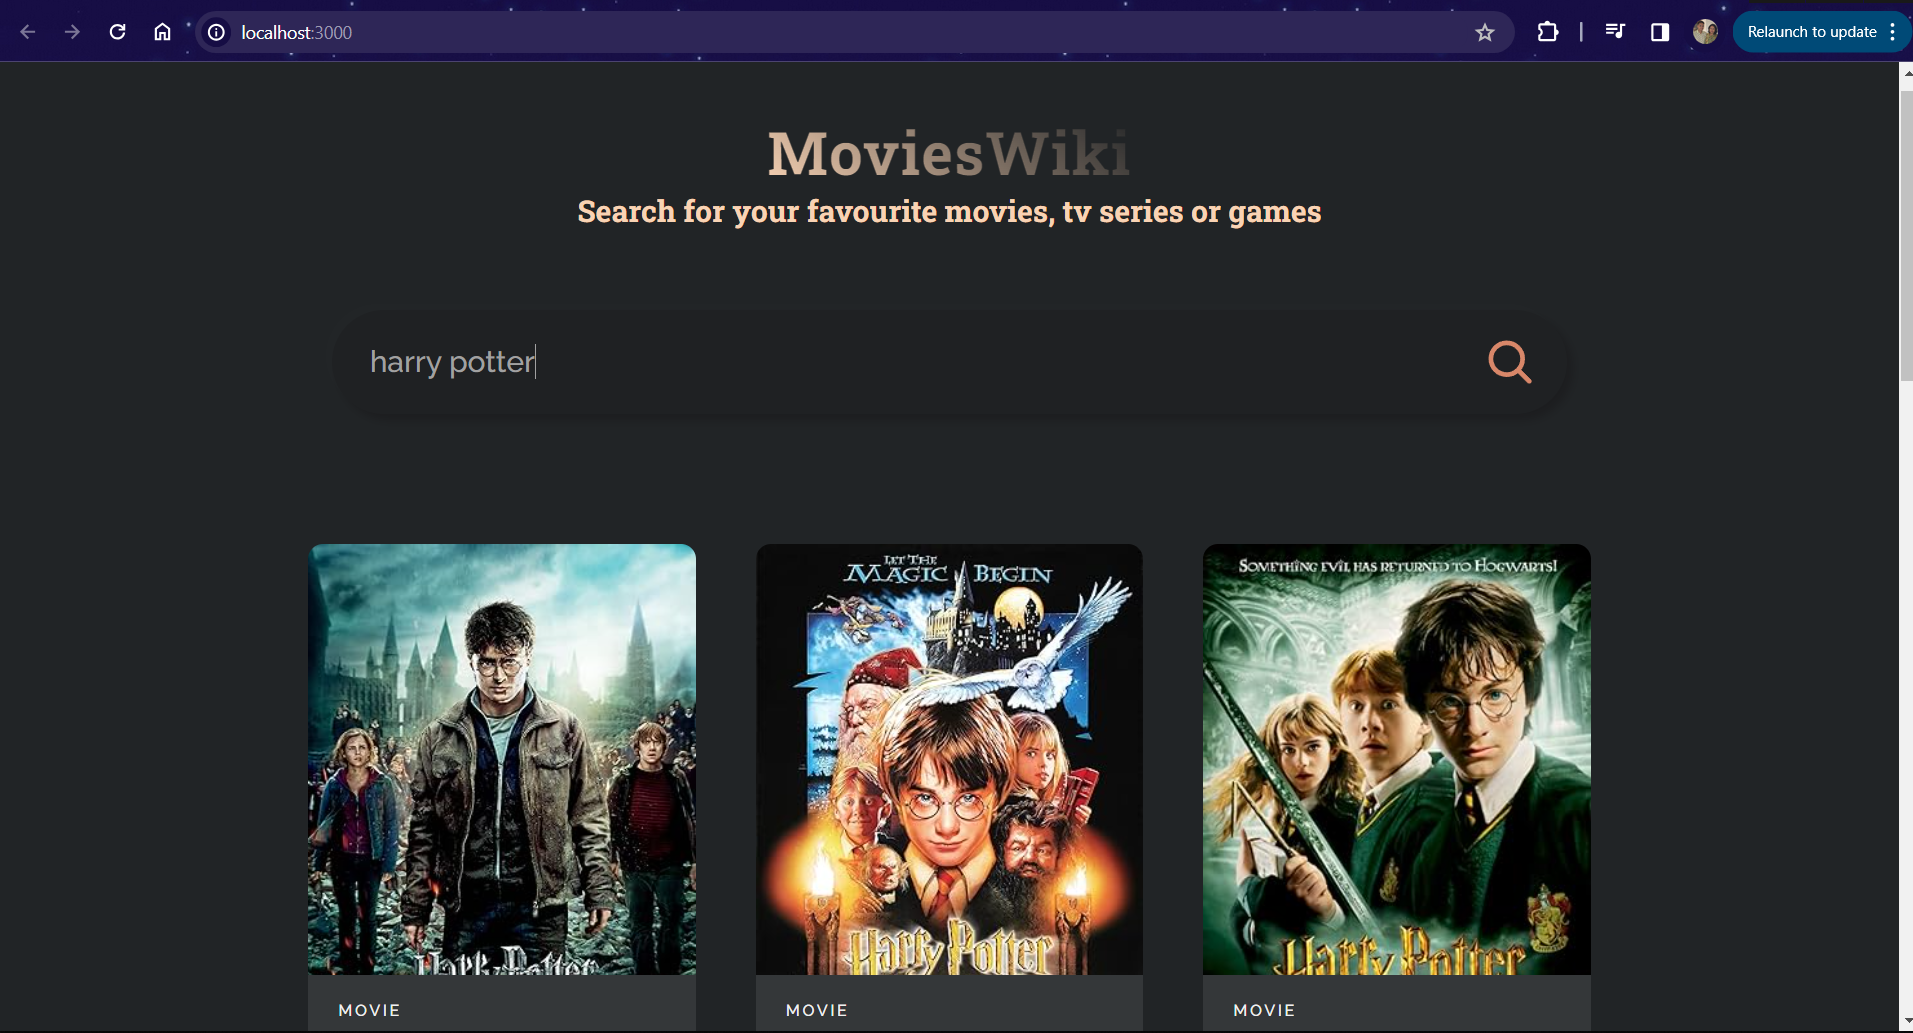 localhost:3000
Relaunch to update
MoviesWiki
Search for your favourite movies, tv series or games
harry potter
LET THE
MAGIC BEGIN
SOMETHING EVIL HAS RETURNED TO HOGWARTS!
Harry Potter
Harry Potter
Harry Potter
MOVIE
MOVIE
MOVIE